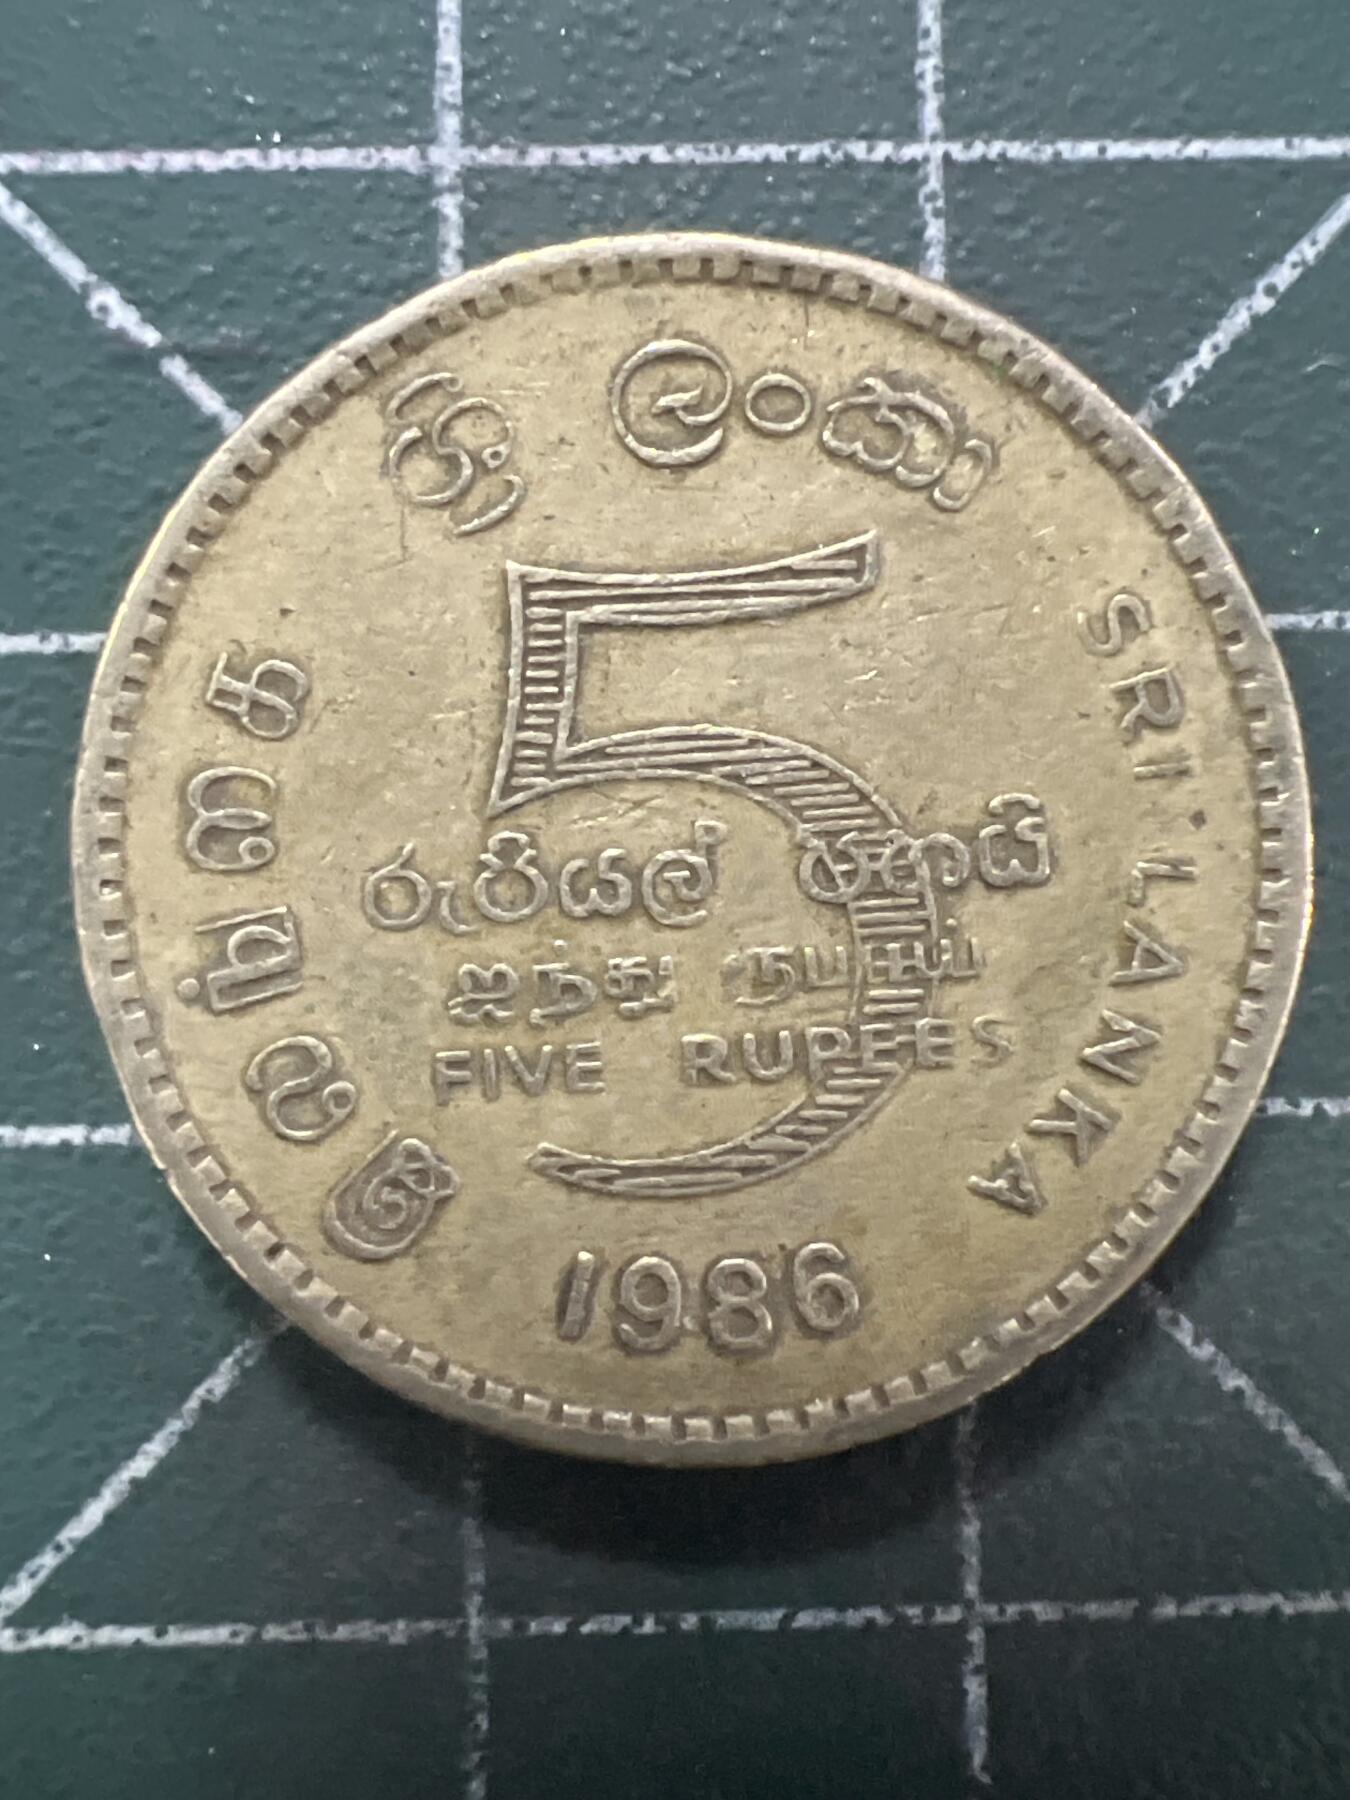 ශ්‍රී ලංකා
இலங்கை
SRI LANKA
5
රුපියල් පහයි
ஐந்து ரூபாய்
FIVE RUPEES
1986